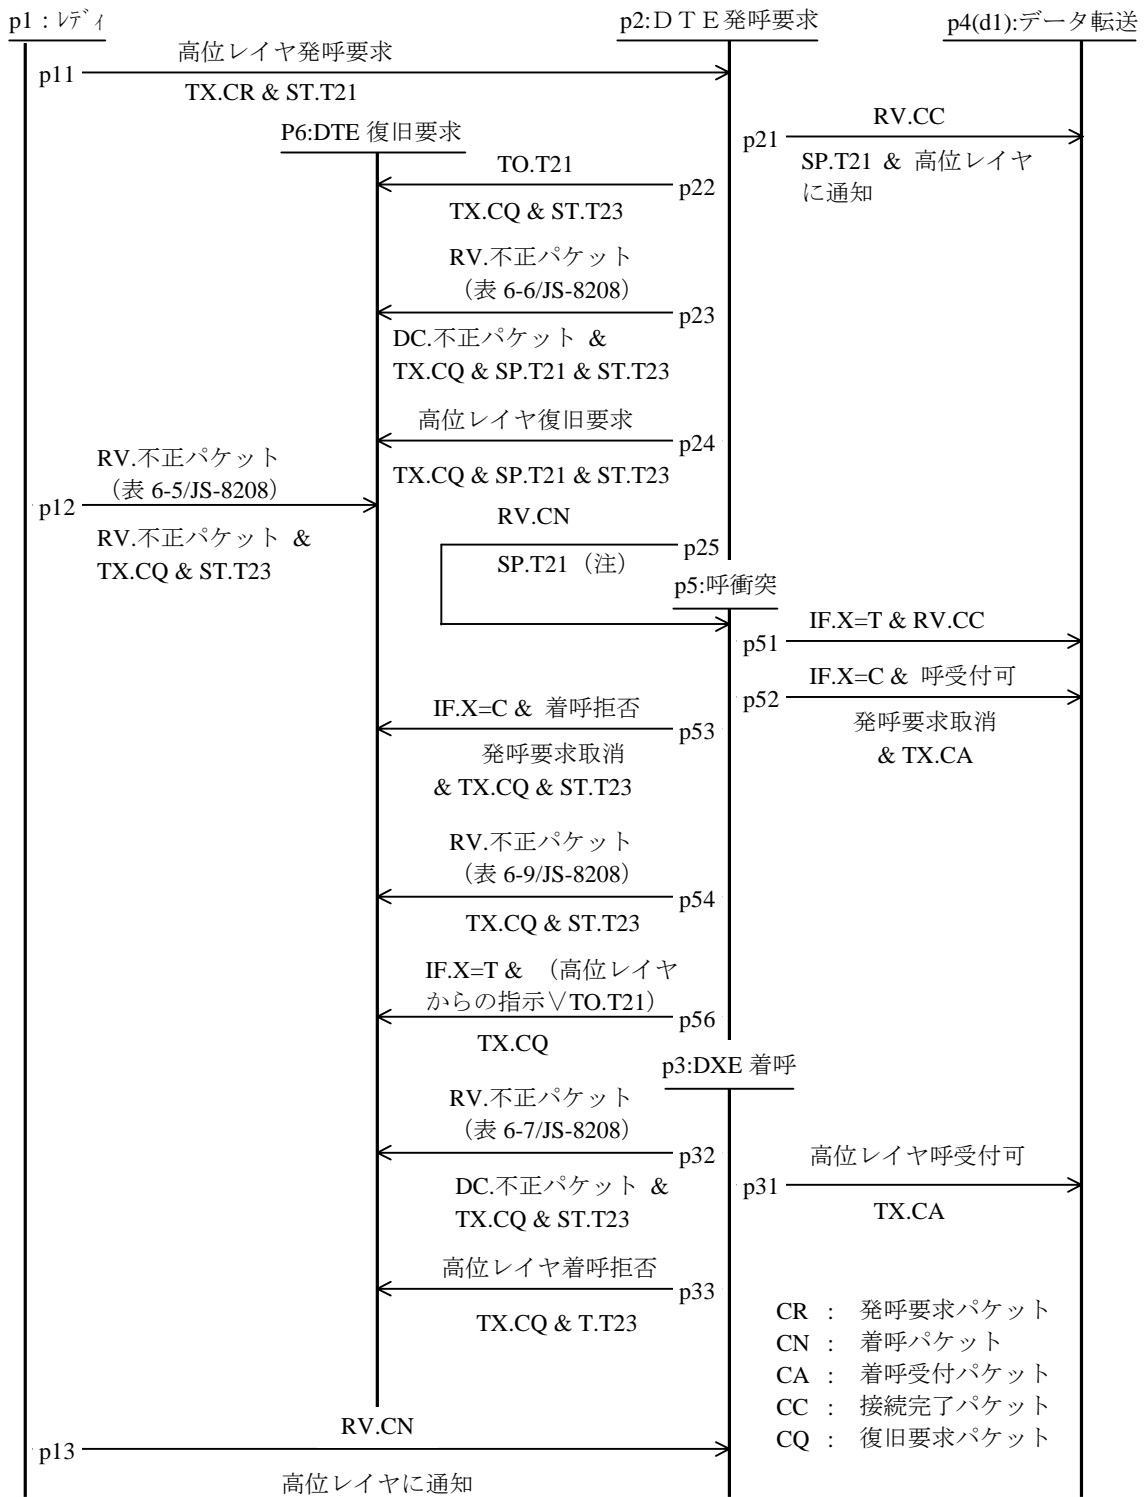 p1：ﾚﾃﾞｨ
p2:ＤＴＥ発呼要求
p4(d1):データ転送
高位レイヤ発呼要求
p11
TX.CR & ST.T21
P6:DTE 復旧要求
RV.CC
p21
SP.T21 & 高位レイヤ
に通知
TO.T21
p22
TX.CQ & ST.T23
RV.不正パケット
（表 6-6/JS-8208）
p23
DC.不正パケット &
TX.CQ & SP.T21 & ST.T23
高位レイヤ復旧要求
p24
TX.CQ & SP.T21 & ST.T23
RV.不正パケット
（表 6-5/JS-8208）
p12
RV.不正パケット &
TX.CQ & ST.T23
RV.CN
p25
SP.T21（注）
p5:呼衝突
IF.X=T & RV.CC
p51
IF.X=C & 呼受付可
p52
発呼要求取消
& TX.CA
IF.X=C & 着呼拒否
p53
発呼要求取消
& TX.CQ & ST.T23
RV.不正パケット
（表 6-9/JS-8208）
p54
TX.CQ & ST.T23
IF.X=T & （高位レイヤ
からの指示∨TO.T21）
p56
TX.CQ
p3:DXE 着呼
RV.不正パケット
（表 6-7/JS-8208）
p32
DC.不正パケット &
TX.CQ & ST.T23
高位レイヤ呼受付可
p31
TX.CA
高位レイヤ着呼拒否
p33
TX.CQ & T.T23
CR ： 発呼要求パケット
CN ： 着呼パケット
CA ： 着呼受付パケット
CC ： 接続完了パケット
CQ ： 復旧要求パケット
RV.CN
p13
高位レイヤに通知